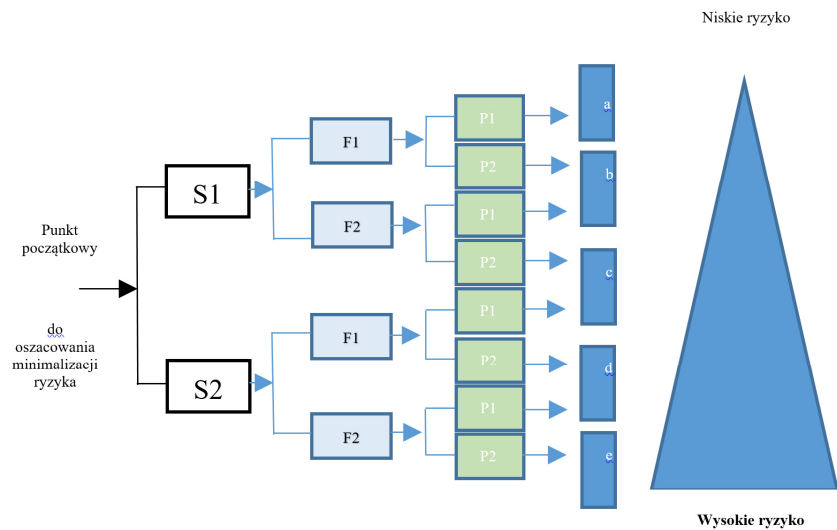 Niskie ryzyko
Punkt
początkowy
do
oszacowania
minimalizacji
ryzyka
S1
S2
F1
F2
F1
F2
P1
P2
P1
P2
P1
P2
P1
P2
a
b
c
d
e
Wysokie ryzyko